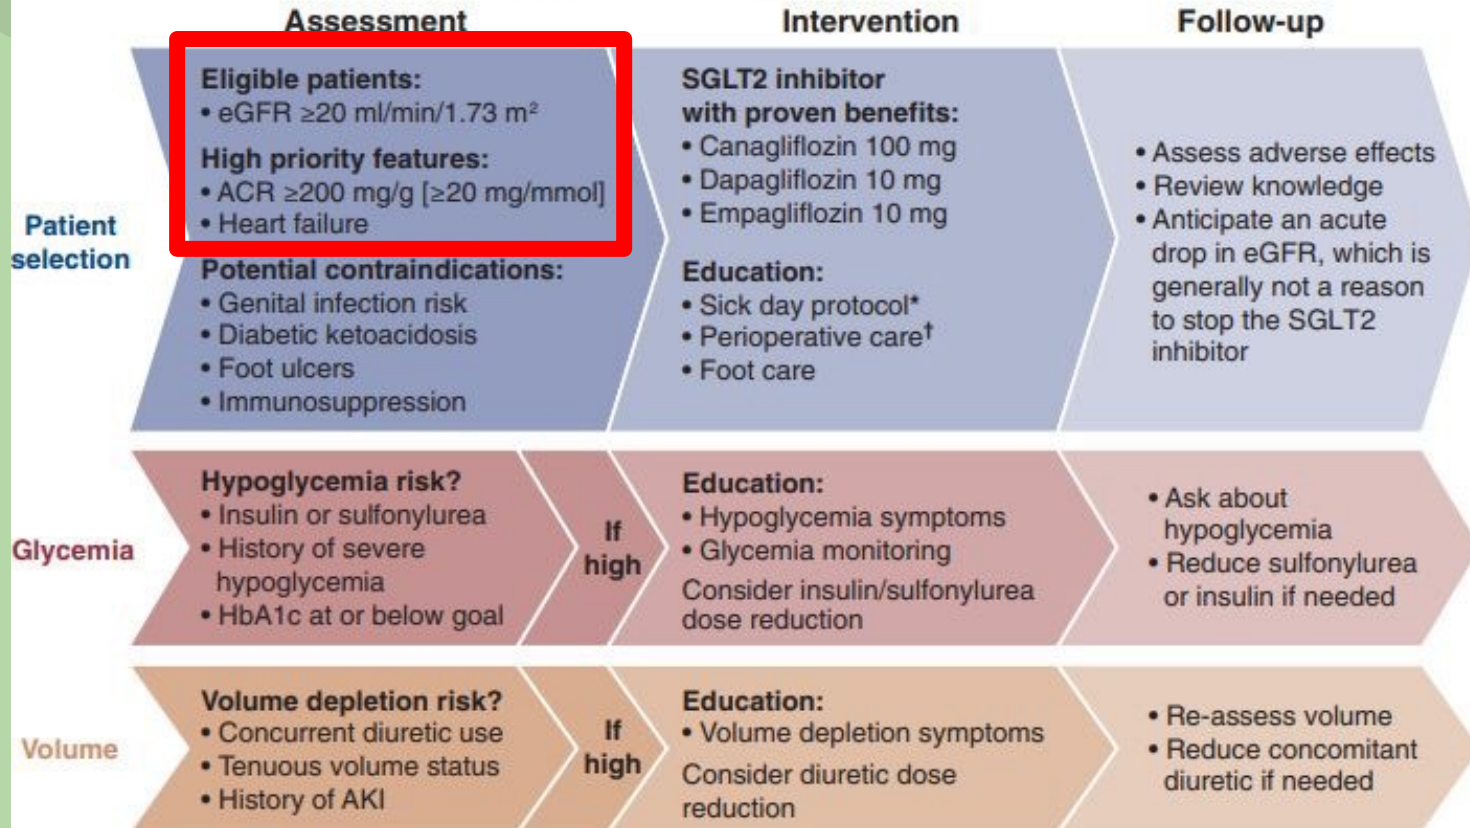 Assessment
Intervention
Follow-up
Patient
selection
Eligible patients:
• eGFR ≥20 ml/min/1.73 m²
High priority features:
• ACR ≥200 mg/g [≥20 mg/mmol]
• Heart failure
Potential contraindications:
• Genital infection risk
• Diabetic ketoacidosis
• Foot ulcers
• Immunosuppression
SGLT2 inhibitor
with proven benefits:
• Canagliflozin 100 mg
• Dapagliflozin 10 mg
• Empagliflozin 10 mg
Education:
• Sick day protocol*
• Perioperative care†
• Foot care
• Assess adverse effects
• Review knowledge
• Anticipate an acute
drop in eGFR, which is
generally not a reason
to stop the SGLT2
inhibitor
Glycemia
Hypoglycemia risk?
• Insulin or sulfonylurea
• History of severe
hypoglycemia
• HbA1c at or below goal
If
high
Education:
• Hypoglycemia symptoms
• Glycemia monitoring
Consider insulin/sulfonylurea
dose reduction
• Ask about
hypoglycemia
• Reduce sulfonylurea
or insulin if needed
Volume
Volume depletion risk?
• Concurrent diuretic use
• Tenuous volume status
• History of AKI
If
high
Education:
• Volume depletion symptoms
Consider diuretic dose
reduction
• Re-assess volume
• Reduce concomitant
diuretic if needed